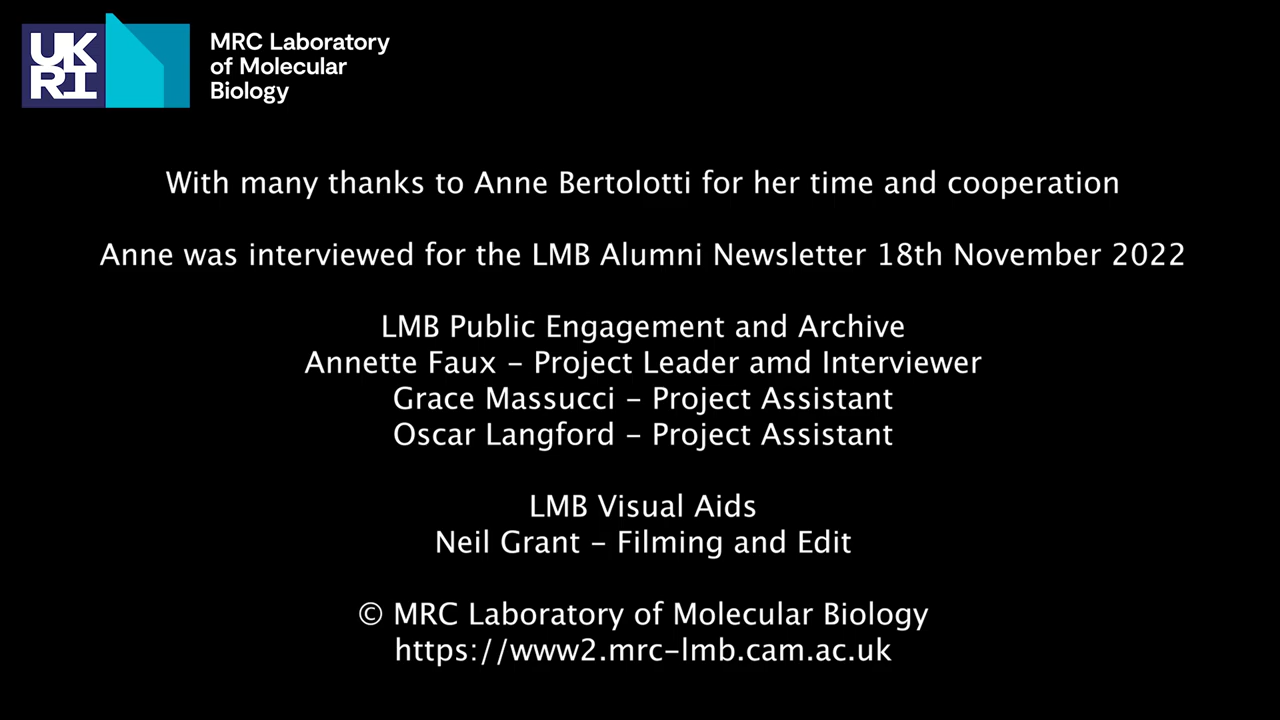 UK
RI
MRC Laboratory
of Molecular
Biology
With many thanks to Anne Bertolotti for her time and cooperation
Anne was interviewed for the LMB Alumni Newsletter 18th November 2022
LMB Public Engagement and Archive
Annette Faux – Project Leader amd Interviewer
Grace Massucci – Project Assistant
Oscar Langford – Project Assistant
LMB Visual Aids
Neil Grant – Filming and Edit
© MRC Laboratory of Molecular Biology
https://www2.mrc-lmb.cam.ac.uk